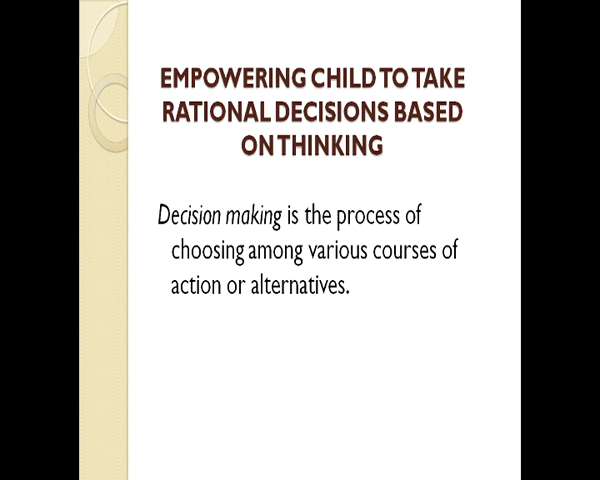 EMPOWERING CHILD TO TAKE
RATIONAL DECISIONS BASED
ON THINKING
Decision making is the process of
choosing among various courses of
action or alternatives.